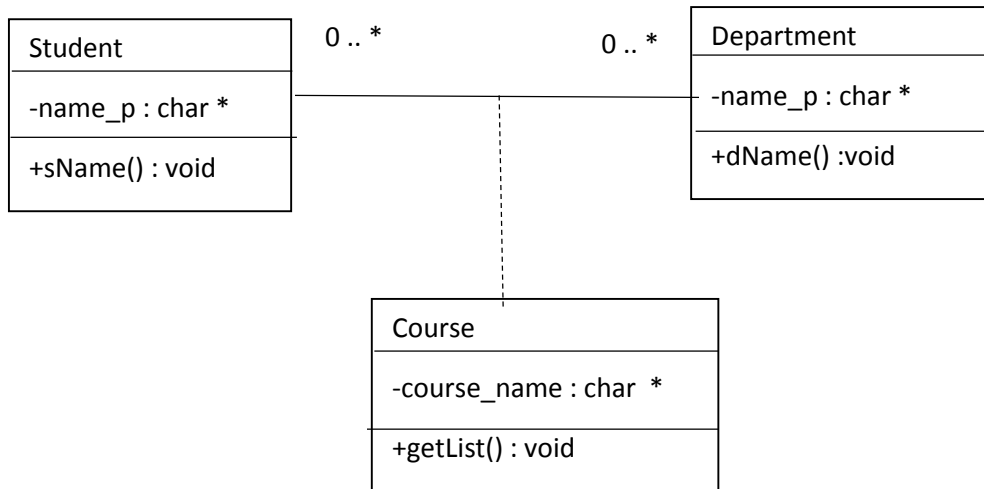 Student
-name_p : char *
+sName() : void
0 .. *
0 .. *
Department
-name_p : char *
+dName() :void
Course
-course_name : char *
+getList() : void